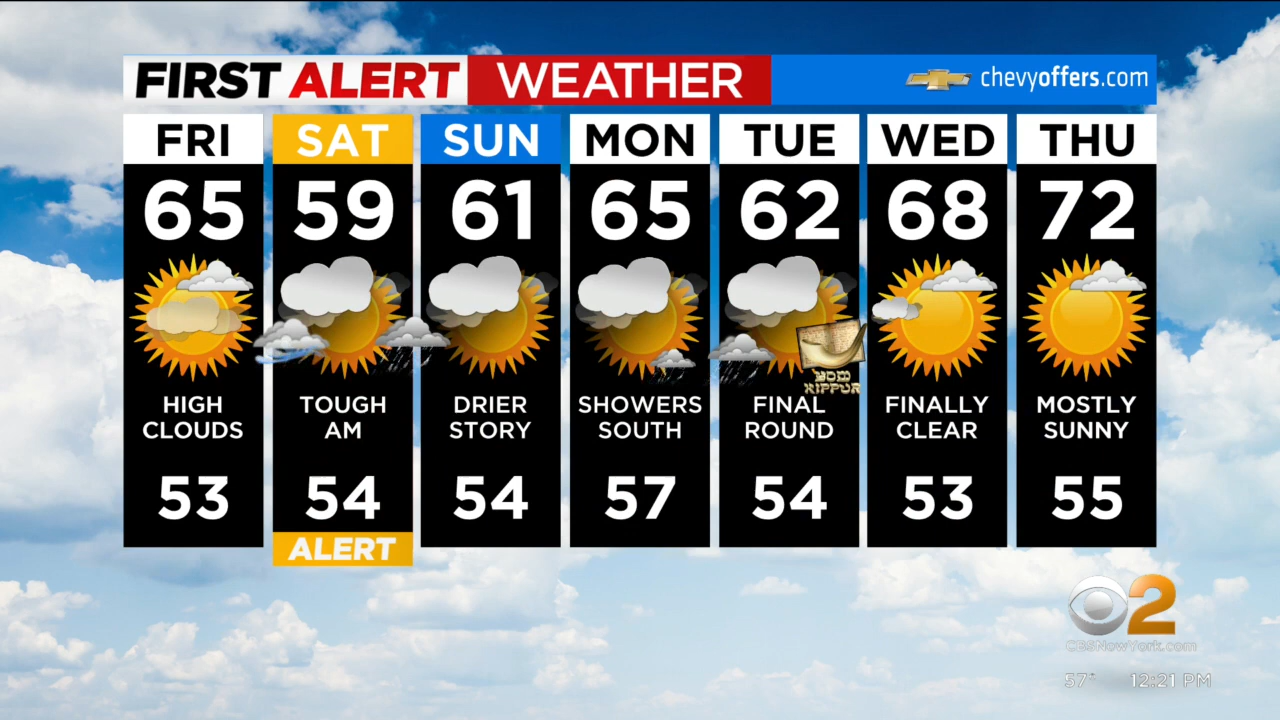 FIRST ALERT WEATHER
chevyoffers.com
FRI SAT SUN MON TUE WED THU
65 59 61 65 62 68 72
YOM
KIPPUR
HIGH TOUGH DRIER SHOWERS FINAL FINALLY MOSTLY
CLOUDS AM STORY SOUTH ROUND CLEAR SUNNY
53 54 54 57 54 53 55
ALERT
2
CBSNewYork.com
57° 12:21 PM